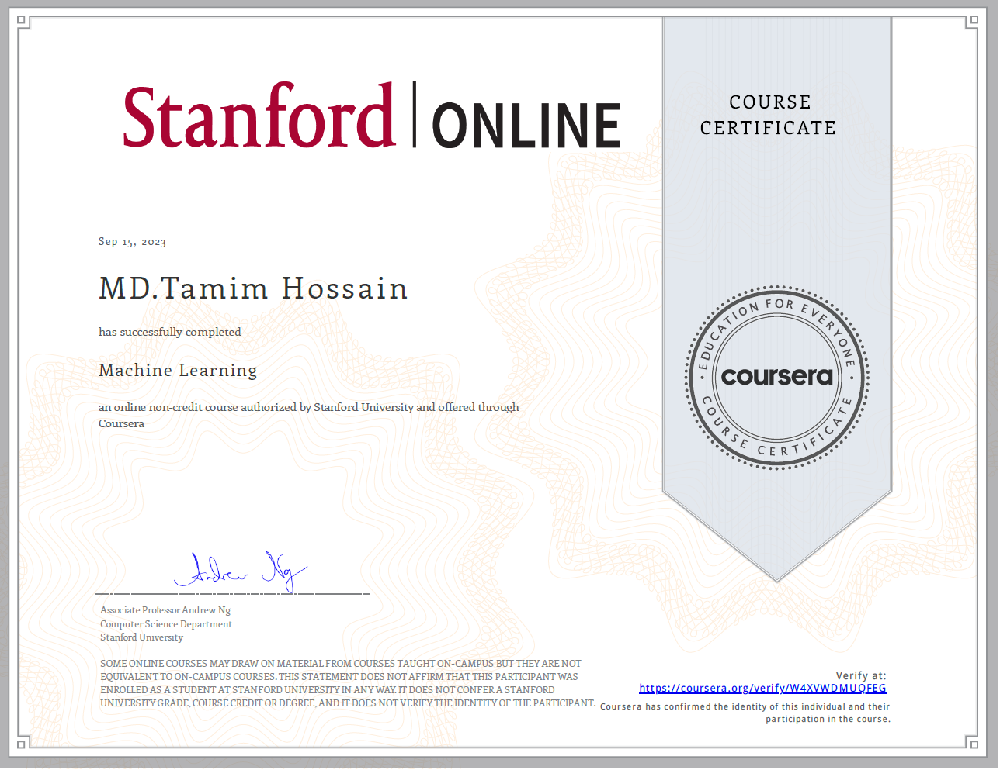 Stanford | ONLINE
COURSE
CERTIFICATE
Sep 15, 2023
MD.Tamim Hossain
has successfully completed
Machine Learning
an online non-credit course authorized by Stanford University and offered through
Coursera
EDUCATION FOR EVERYONE
coursera
COURSE CERTIFICATE
Andrew Ng
Associate Professor Andrew Ng
Computer Science Department
Stanford University
SOME ONLINE COURSES MAY DRAW ON MATERIAL FROM COURSES TAUGHT ON-CAMPUS BUT THEY ARE NOT
EQUIVALENT TO ON-CAMPUS COURSES. THIS STATEMENT DOES NOT AFFIRM THAT THIS PARTICIPANT WAS
ENROLLED AS A STUDENT AT STANFORD UNIVERSITY IN ANY WAY. IT DOES NOT CONFER A STANFORD
UNIVERSITY GRADE, COURSE CREDIT OR DEGREE, AND IT DOES NOT VERIFY THE IDENTITY OF THE PARTICIPANT.
Verify at:
https://coursera.org/verify/W4XVWDMUQFEG
Coursera has confirmed the identity of this individual and their
participation in the course.